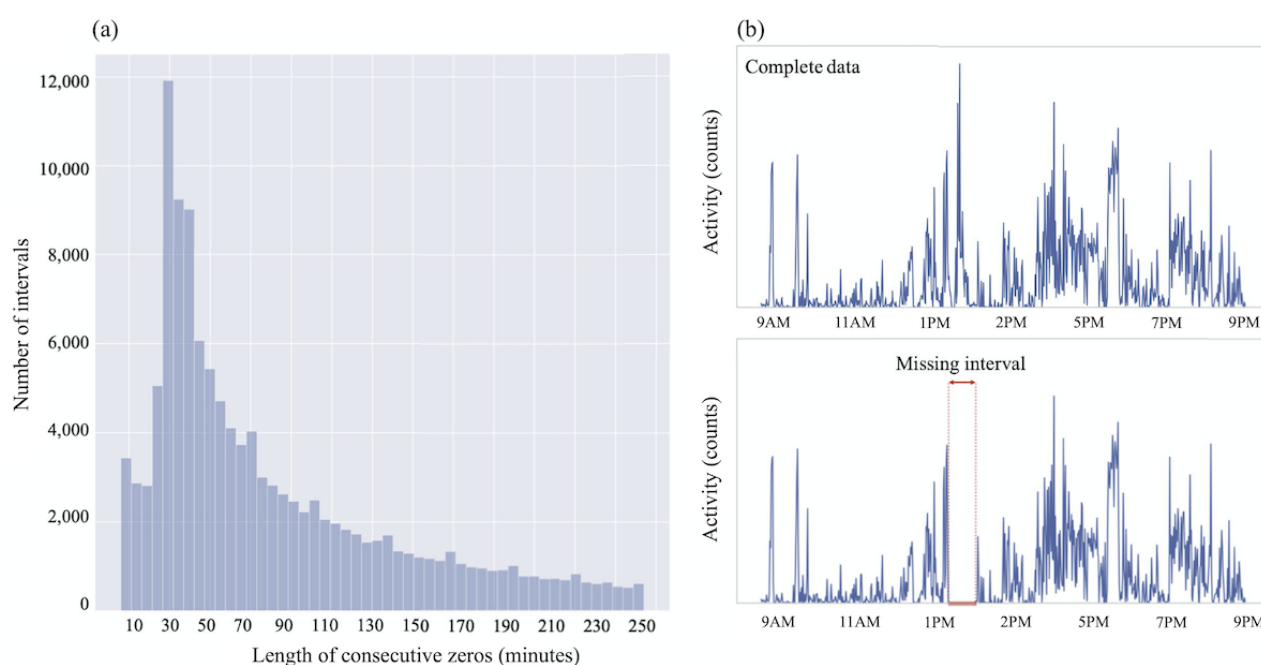 (a)
12,000
10,000
8,000
6,000
4,000
2,000
0
Number of intervals
10 30 50 70 90 110 130 150 170 190 210 230 250
Length of consecutive zeros (minutes)
(b)
Complete data
Activity (counts)
9AM 11AM 1PM 2PM 5PM 7PM 9PM
Missing interval
Activity (counts)
9AM 11AM 1PM 2PM 5PM 7PM 9PM